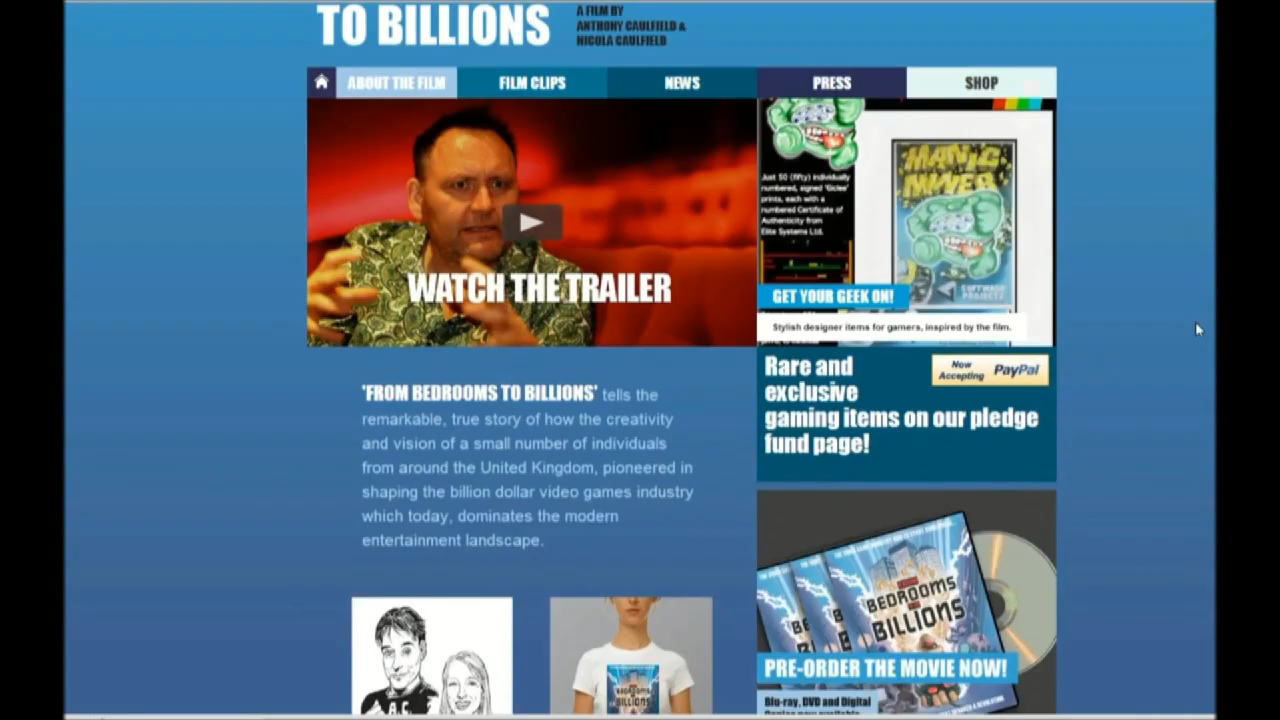 TO BILLIONS
A FILM BY
ANTHONY CAULFIELD &
NICOLA CAULFIELD
ABOUT THE FILM
FILM CLIPS
NEWS
PRESS
SHOP
WATCH THE TRAILER
Just 50 (fifty) individually
numbered, signed 'Giclee'
prints, each with a
numbered Certificate of
Authenticity from
Elite Systems Ltd.
MANIC
MINER
SOFTWARE
PROJECTS
GET YOUR GEEK ON!
Stylish designer items for gamers, inspired by the film.
Rare and
exclusive
gaming items on our pledge
fund page!
Now
Accepting
PayPal
'FROM BEDROOMS TO BILLIONS' tells the
remarkable, true story of how the creativity
and vision of a small number of individuals
from around the United Kingdom, pioneered in
shaping the billion dollar video games industry
which today, dominates the modern
entertainment landscape.
A.C
BEDROOMS
BILLIONS
FROM
BEDROOMS
TO
BILLIONS
PRE-ORDER THE MOVIE NOW!
Blu-ray, DVD and Digital